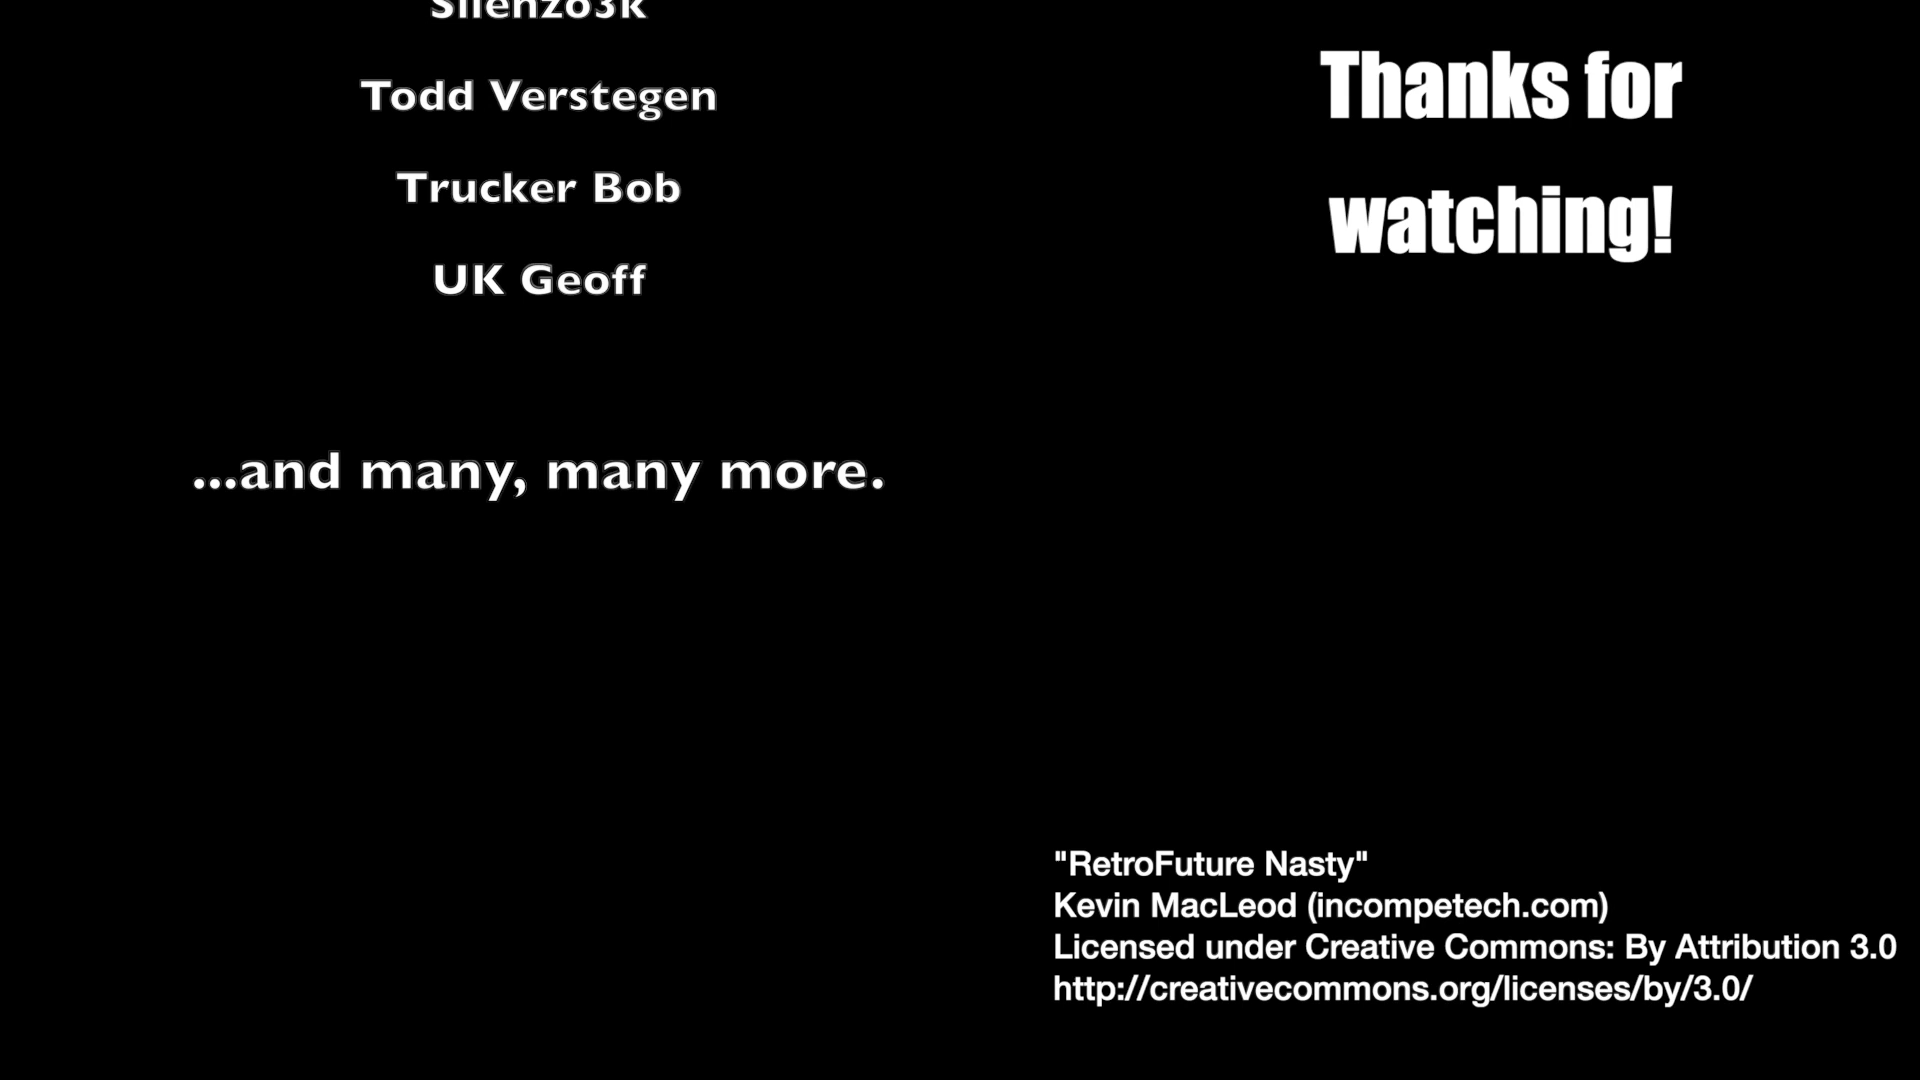 Silenzo3k
Todd Verstegen
Trucker Bob
UK Geoff
...and many, many more.
Thanks for
watching!
"RetroFuture Nasty"
Kevin MacLeod (incompetech.com)
Licensed under Creative Commons: By Attribution 3.0
http://creativecommons.org/licenses/by/3.0/